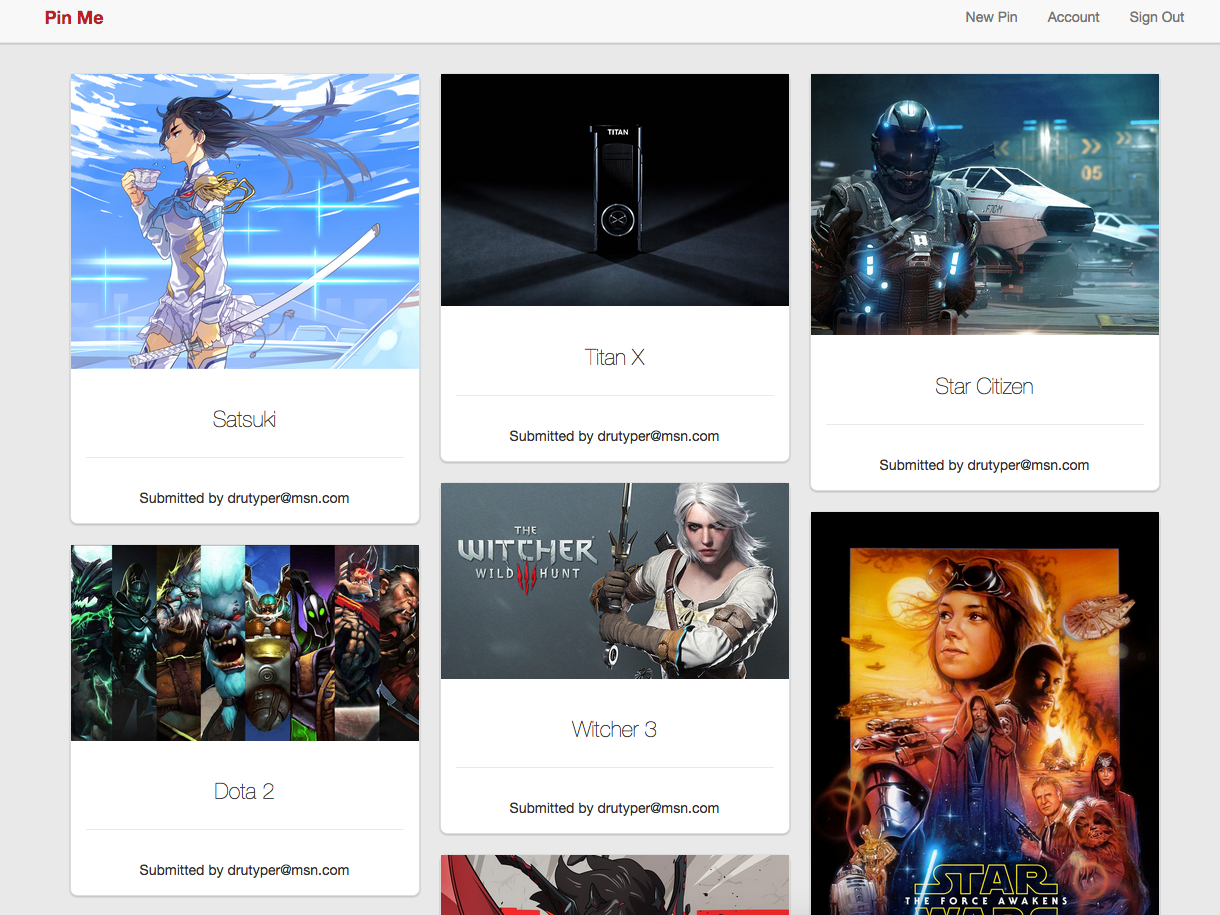 Pin Me
New Pin
Account
Sign Out
Satsuki
Submitted by drutyper@msn.com
Dota 2
Submitted by drutyper@msn.com
TITAN
Titan X
Submitted by drutyper@msn.com
THE
WITCHER
WILD HUNT
Witcher 3
Submitted by drutyper@msn.com
05
F7C-M
Star Citizen
Submitted by drutyper@msn.com
STAR
THE FORCE AWAKENS
WARS